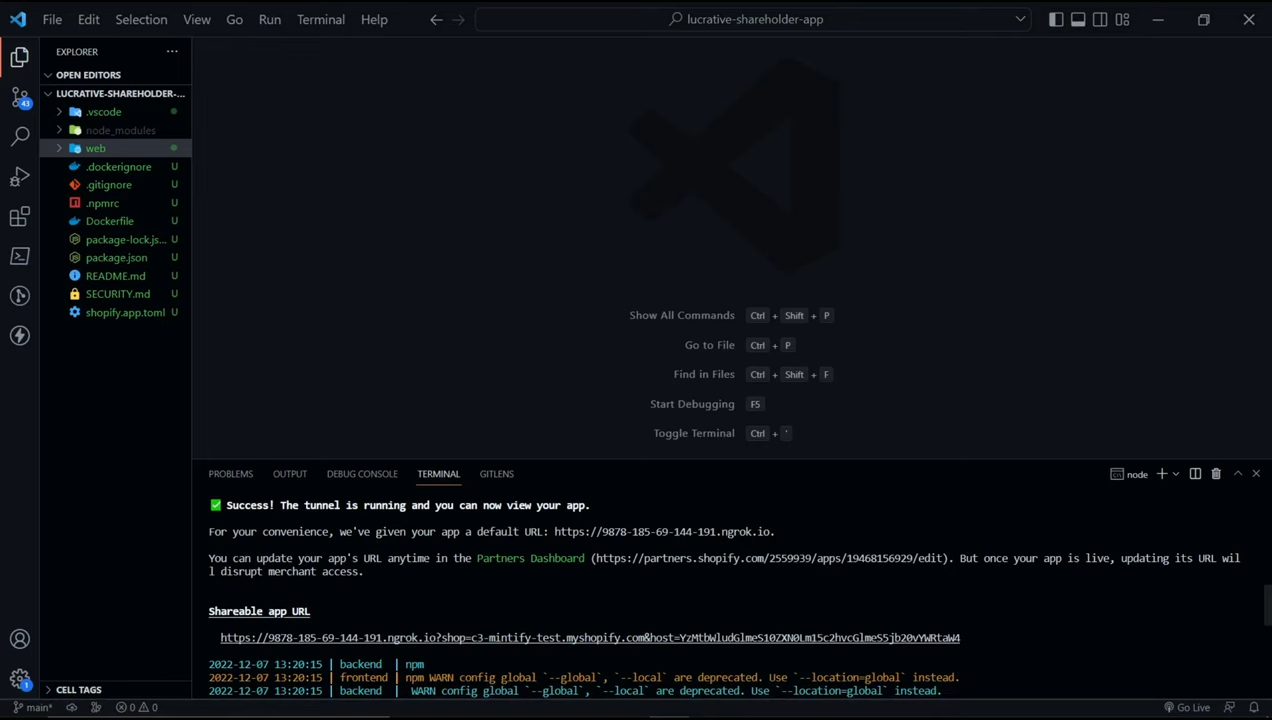 File Edit Selection View Go Run Terminal Help
lucrative-shareholder-app
EXPLORER
OPEN EDITORS
LUCRATIVE-SHAREHOLDER-...
.vscode
node_modules
web
.dockerignore U
.gitignore U
.npmrc U
Dockerfile U
package-lock.js... U
package.json U
README.md U
SECURITY.md U
shopify.app.toml U
43
1
CELL TAGS
Show All Commands Ctrl + Shift + P
Go to File Ctrl + P
Find in Files Ctrl + Shift + F
Start Debugging F5
Toggle Terminal Ctrl + '
PROBLEMS OUTPUT DEBUG CONSOLE TERMINAL GITLENS
node
Success! The tunnel is running and you can now view your app.
For your convenience, we've given your app a default URL: https://9878-185-69-144-191.ngrok.io.
You can update your app's URL anytime in the Partners Dashboard (https://partners.shopify.com/2559939/apps/19468156929/edit). But once your app is live, updating its URL wil
l disrupt merchant access.
Shareable app URL
https://9878-185-69-144-191.ngrok.io?shop=c3-mintify-test.myshopify.com&host=YzMtbWludGlmeS10ZXN0Lm15c2hvcGlmeS5jb20vYWRtaW4
2022-12-07 13:20:15 | backend | npm
2022-12-07 13:20:15 | frontend | npm WARN config global `--global`, `--local` are deprecated. Use `--location=global` instead.
2022-12-07 13:20:15 | backend | WARN config global `--global`, `--local` are deprecated. Use `--location=global` instead.
main* 0 0
Go Live